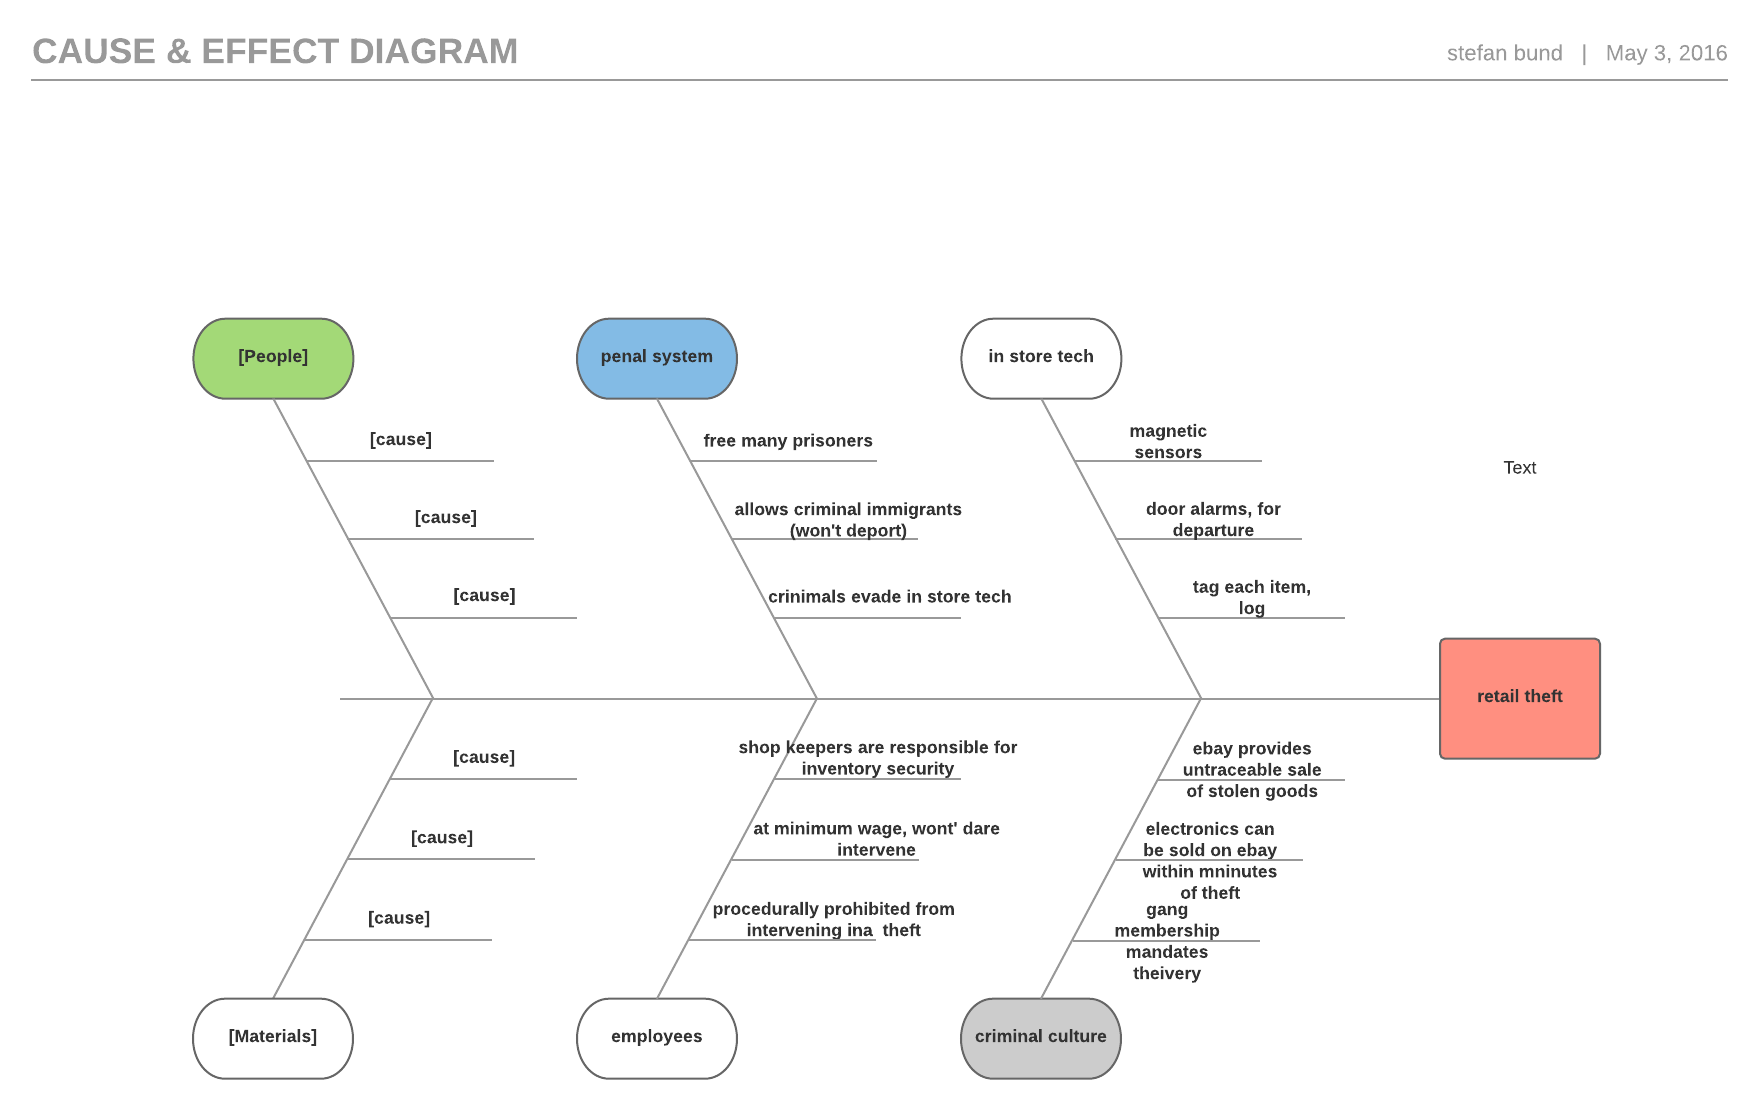 CAUSE & EFFECT DIAGRAM
stefan bund | May 3, 2016
[People]
penal system
in store tech
[cause]
free many prisoners
magnetic
sensors
Text
[cause]
allows criminal immigrants
(won't deport)
door alarms, for
departure
[cause]
crinimals evade in store tech
tag each item,
log
retail theft
[cause]
shop keepers are responsible for
inventory security
ebay provides
untraceable sale
of stolen goods
[cause]
at minimum wage, wont' dare
intervene
electronics can
be sold on ebay
within mninutes
of theft
[cause]
procedurally prohibited from
intervening ina theft
gang
membership
mandates
theivery
[Materials]
employees
criminal culture